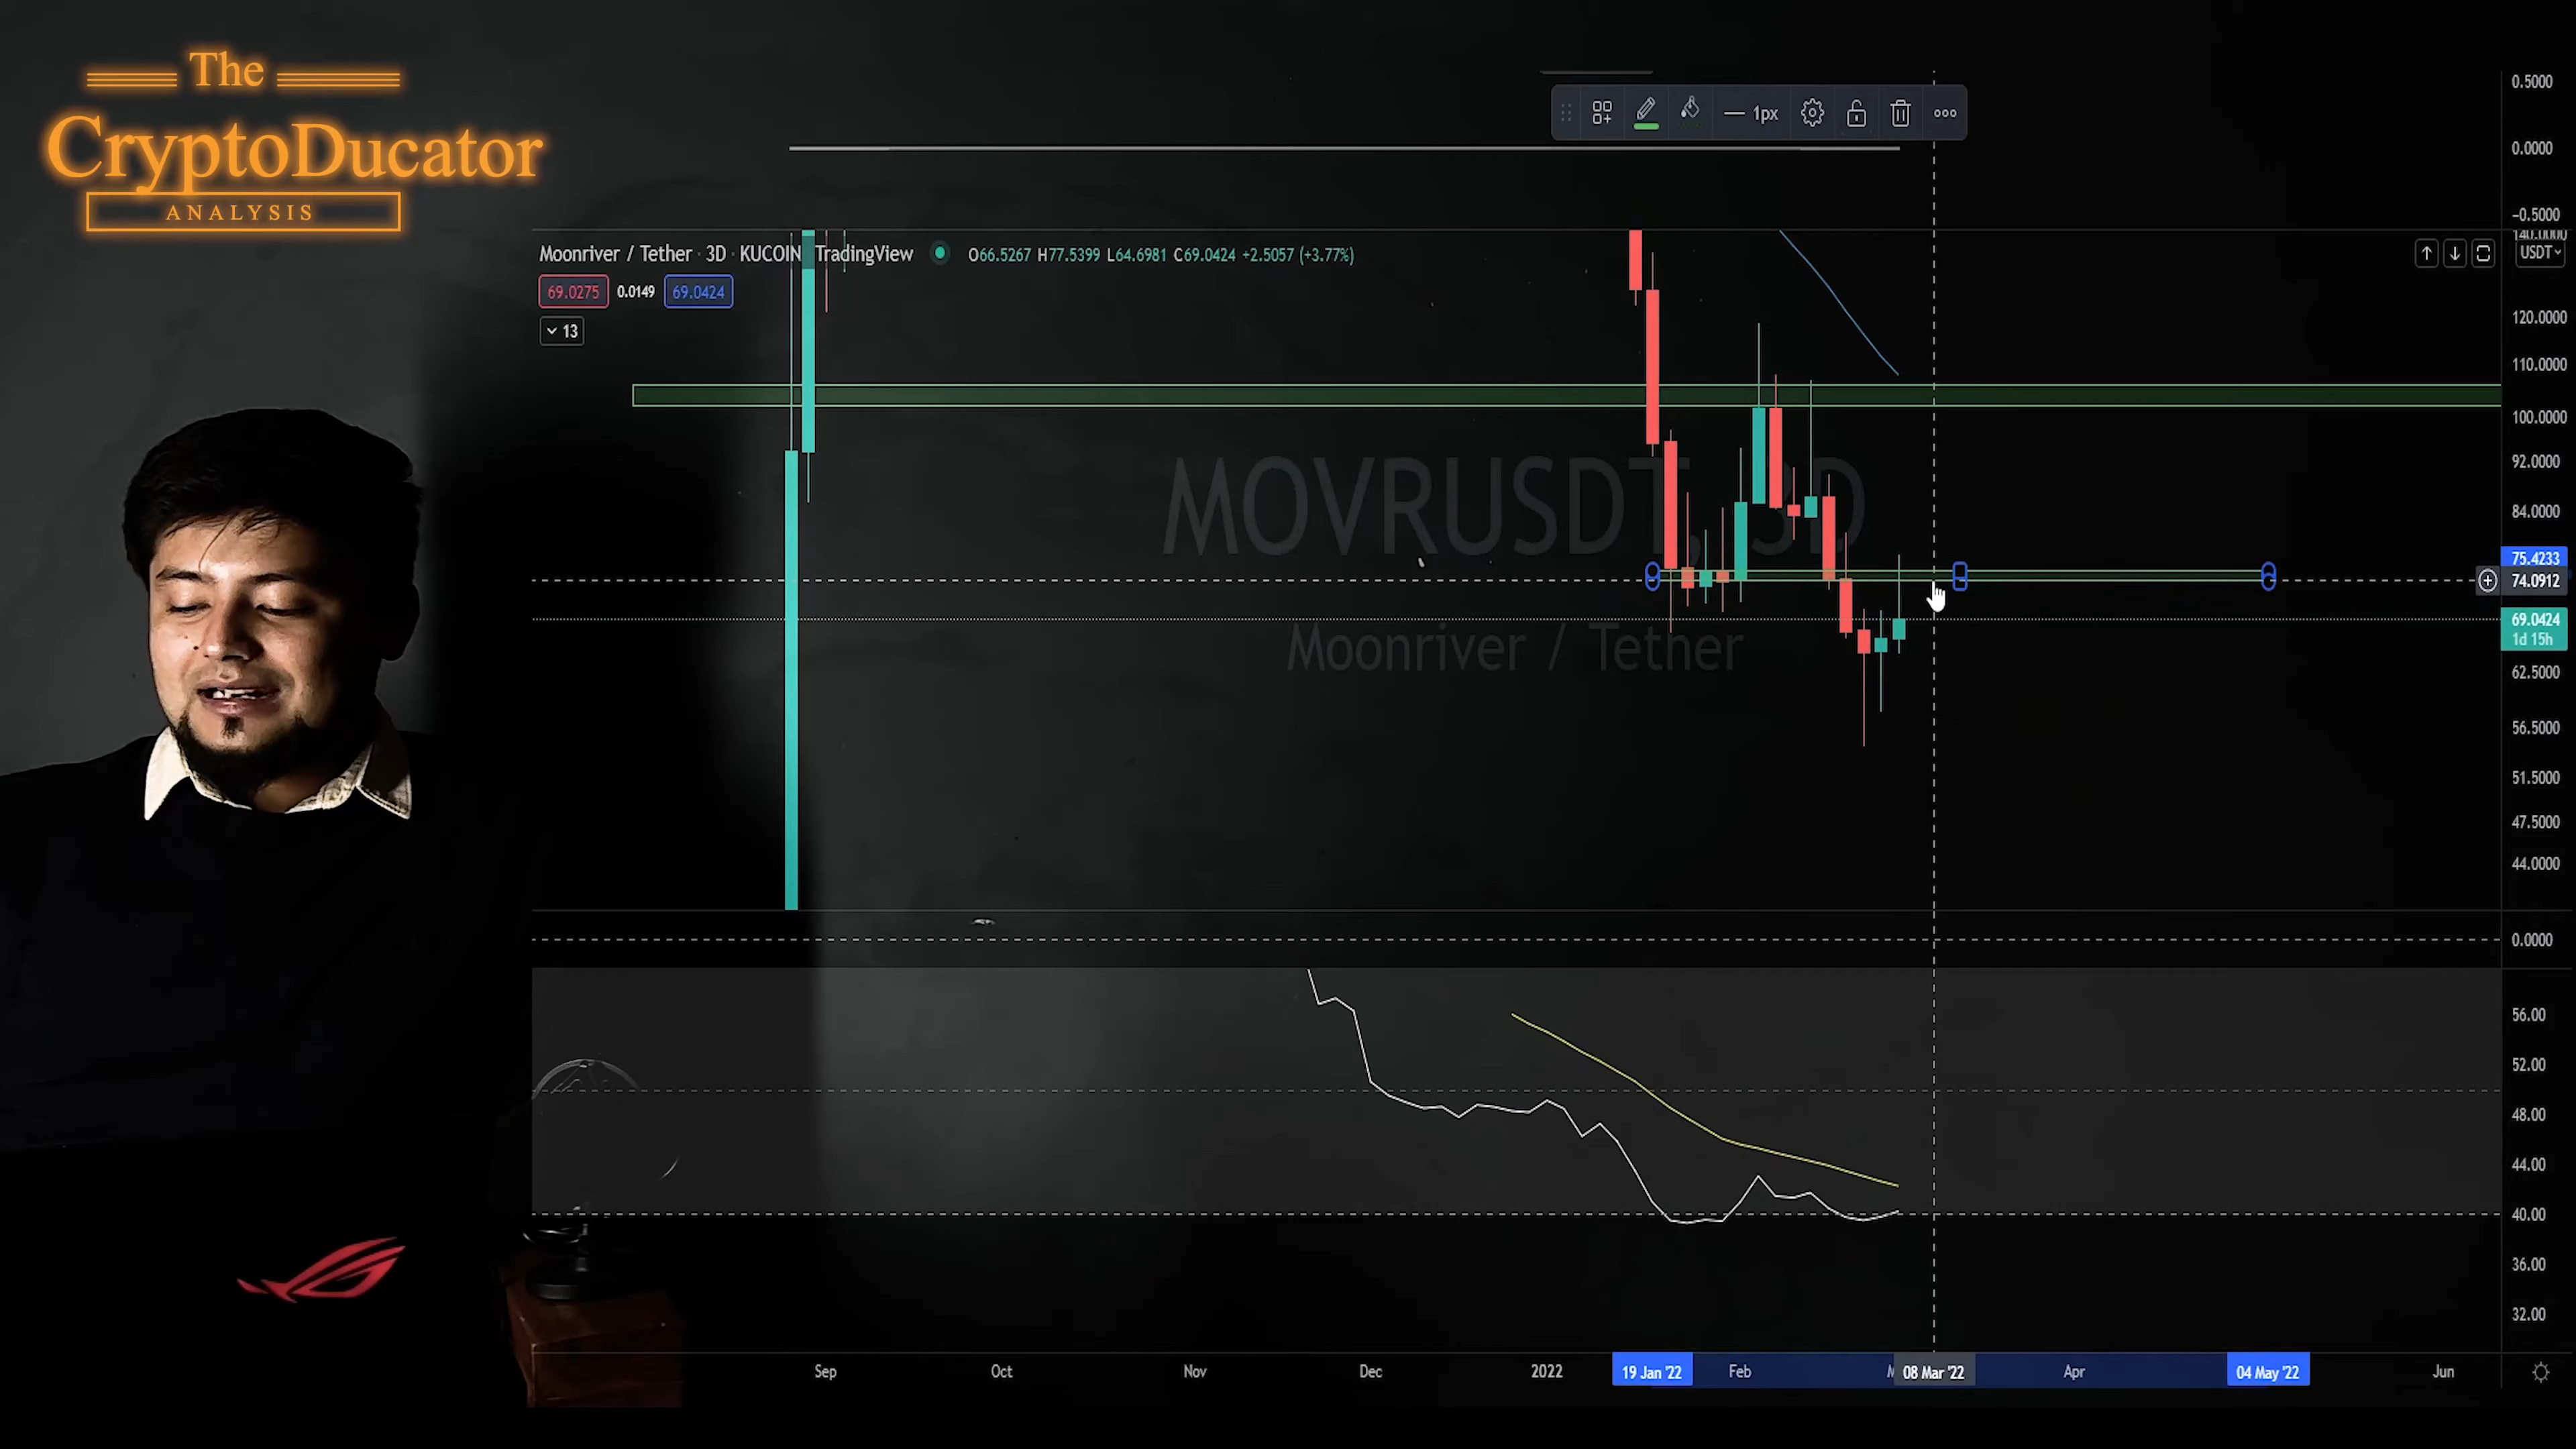 The
CryptoDucator
ANALYSIS
1px
0.5000
0.0000
-0.5000
140.0000
Moonriver / Tether · 3D · KUCOIN TradingView
O66.5267 H77.5399 L64.6981 C69.0424 +2.5057 (+3.77%)
USDT
69.0275 0.0149 69.0424
13
120.0000
110.0000
100.0000
92.0000
84.0000
MOVRUSDT, 3D
Moonriver / Tether
75.4233
74.0912
69.0424
1d 15h
62.5000
56.5000
51.5000
47.5000
44.0000
0.0000
56.00
52.00
48.00
44.00
40.00
36.00
32.00
Sep Oct Nov Dec 2022 19 Jan '22 Feb 08 Mar '22 Apr 04 May '22 Jun